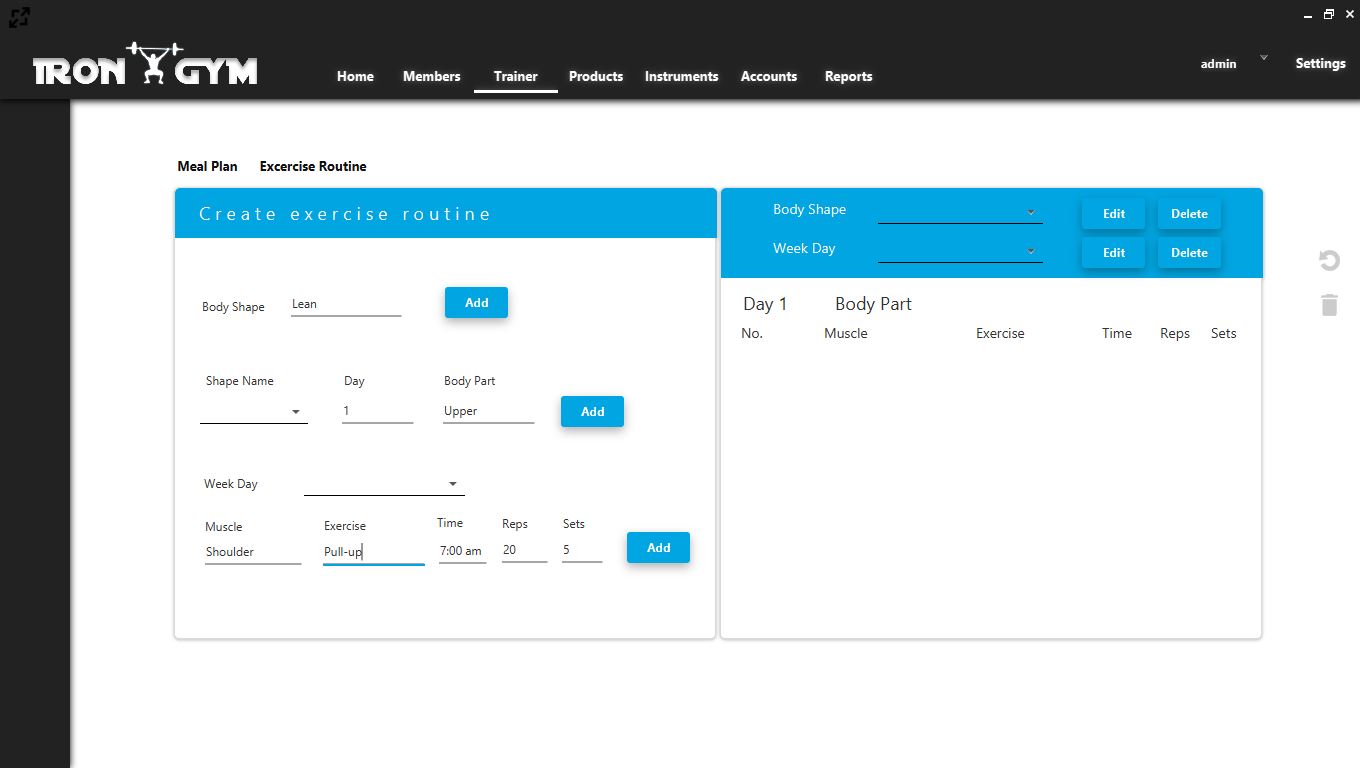 IRON GYM
Home Members Trainer Products Instruments Accounts Reports
admin Settings
Meal Plan Excercise Routine
Create exercise routine
Body Shape Lean Add
Shape Name Day Body Part
1 Upper Add
Week Day
Muscle Exercise Time Reps Sets
Shoulder Pull-up 7:00 am 20 5 Add
Body Shape Edit Delete
Week Day Edit Delete
Day 1 Body Part
No. Muscle Exercise Time Reps Sets